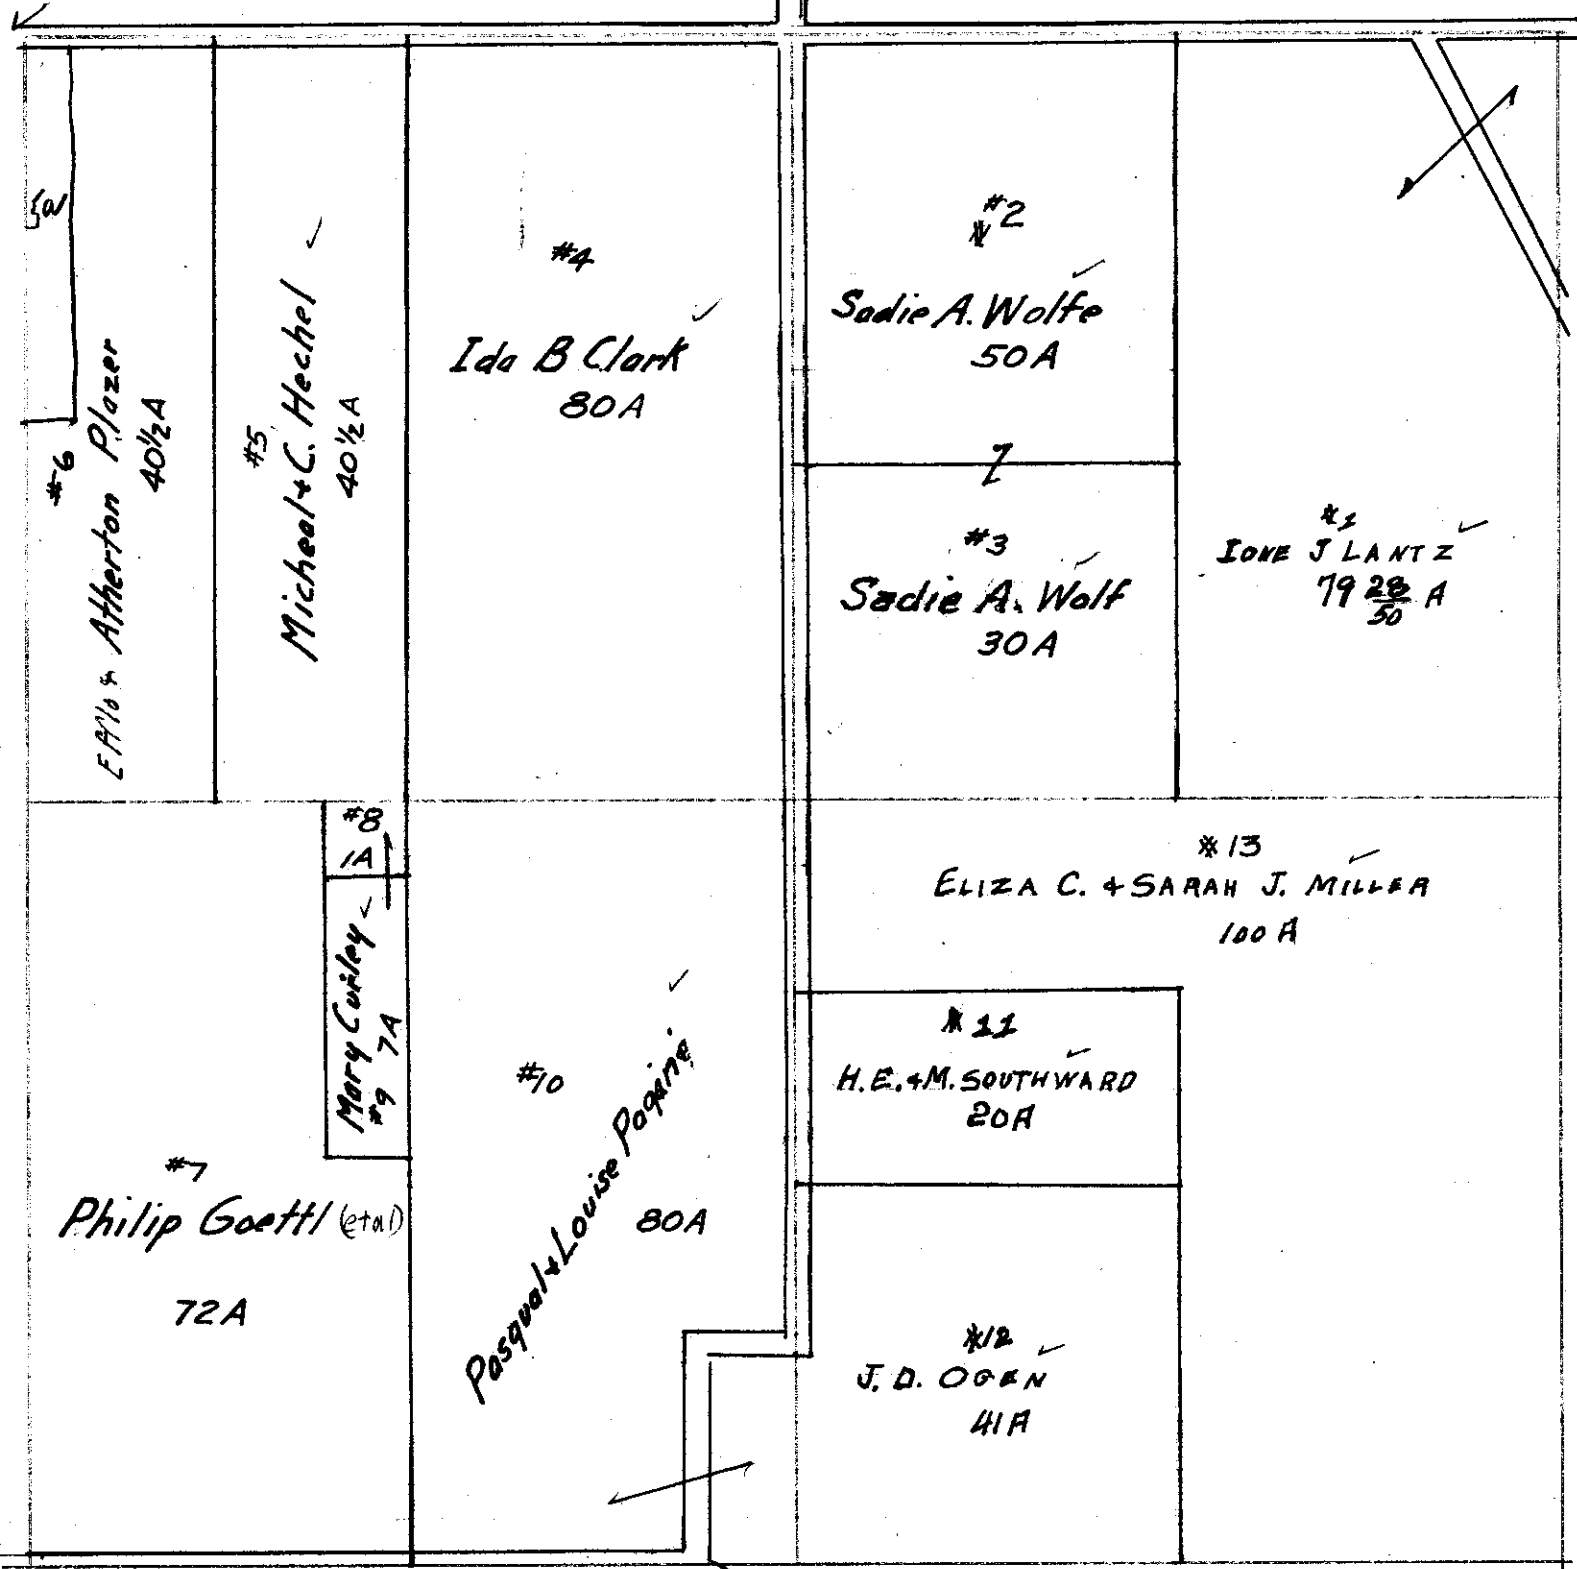 #2
Sadie A. Wolfe
50A
#4
Ida B Clark
80A
#6
Atherton Plazer
40½A
#5
Micheal + C. Hechel
40½A
#3
Sadie A. Wolf
30A
#1
IONE J LANTZ
79 28/50 A
#8
1A
Mary Curley
#9 7A
#13
ELIZA C. + SARAH J. MILLER
100 A
#10
Pasqual + Louise Pagine
80A
#11
H.E. + M. SOUTHWARD
20A
#7
Philip Goettl (etal)
72A
#12
J. D. OGEN
41A